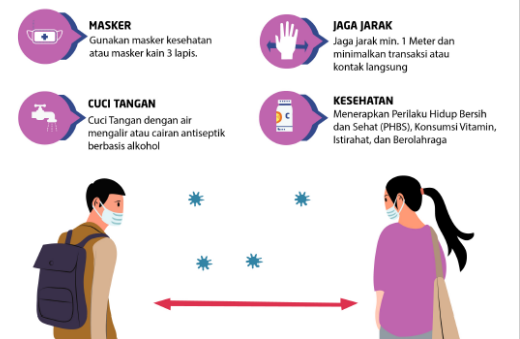 MASKER
Gunakan masker kesehatan
atau masker kain 3 lapis.
JAGA JARAK
Jaga jarak min. 1 Meter dan
minimalkan transaksi atau
kontak langsung
CUCI TANGAN
Cuci Tangan dengan air
mengalir atau cairan antiseptik
berbasis alkohol
KESEHATAN
Menerapkan Perilaku Hidup Bersih
dan Sehat (PHBS), Konsumsi Vitamin,
Istirahat, dan Berolahraga
C